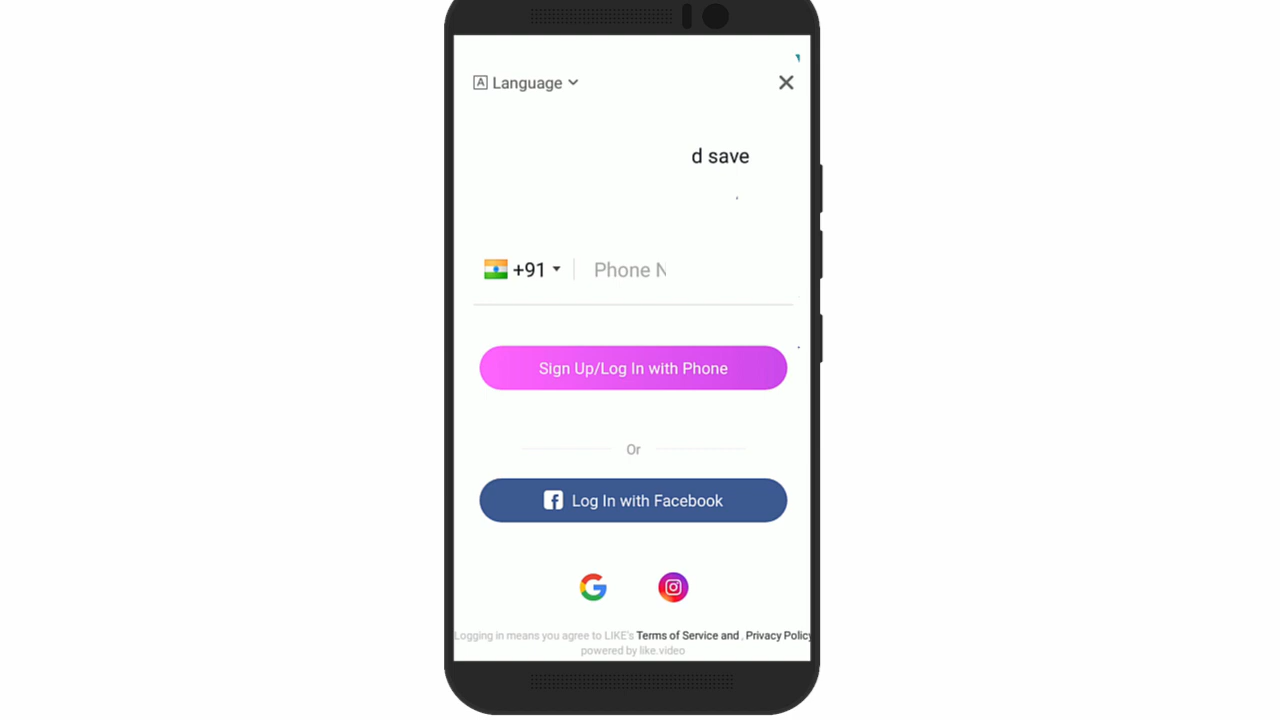 A Language
d save
+91 Phone N
Sign Up/Log In with Phone
Or
f Log In with Facebook
G
Logging in means you agree to LIKE's Terms of Service and , Privacy Policy
powered by like.video